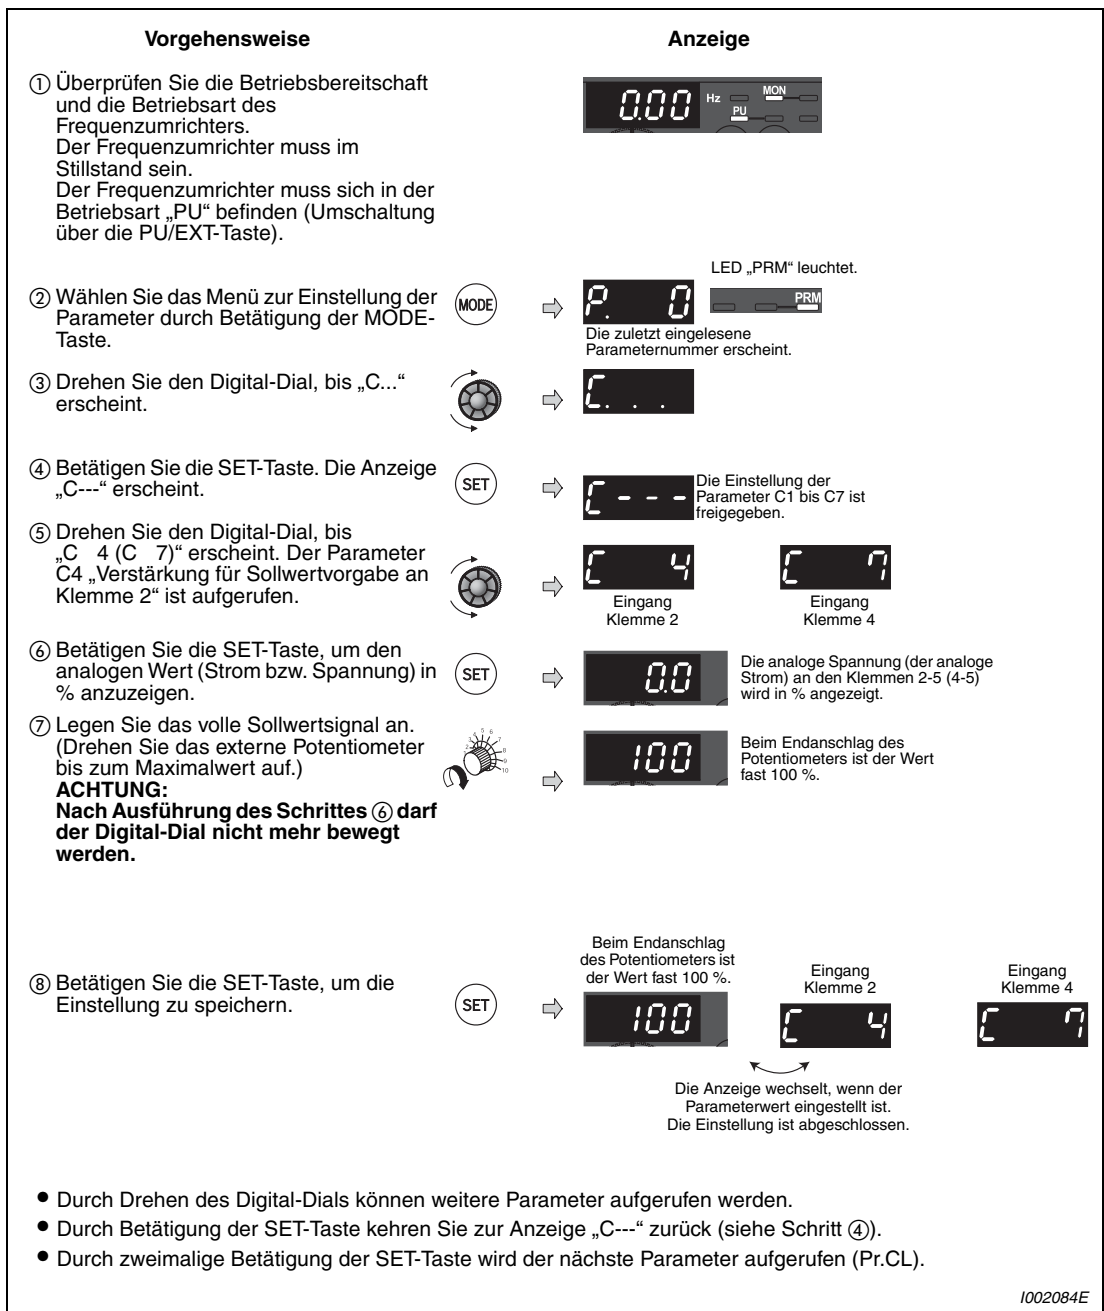 Vorgehensweise
Anzeige
① Überprüfen Sie die Betriebsbereitschaft
und die Betriebsart des
Frequenzumrichters.
Der Frequenzumrichter muss im
Stillstand sein.
Der Frequenzumrichter muss sich in der
Betriebsart „PU“ befinden (Umschaltung
über die PU/EXT-Taste).
0.00 Hz MON
PU
② Wählen Sie das Menü zur Einstellung der
Parameter durch Betätigung der MODE-
Taste.
MODE
P. 0
LED „PRM“ leuchtet.
PRM
Die zuletzt eingelesene
Parameternummer erscheint.
③ Drehen Sie den Digital-Dial, bis „C...“
erscheint.
C...
④ Betätigen Sie die SET-Taste. Die Anzeige
„C---“ erscheint.
SET
C---
Die Einstellung der
Parameter C1 bis C7 ist
freigegeben.
⑤ Drehen Sie den Digital-Dial, bis
„C 4 (C 7)“ erscheint. Der Parameter
C4 „Verstärkung für Sollwertvorgabe an
Klemme 2“ ist aufgerufen.
C 4
Eingang
Klemme 2
C 7
Eingang
Klemme 4
⑥ Betätigen Sie die SET-Taste, um den
analogen Wert (Strom bzw. Spannung) in
% anzuzeigen.
SET
0.0
Die analoge Spannung (der analoge
Strom) an den Klemmen 2-5 (4-5)
wird in % angezeigt.
⑦ Legen Sie das volle Sollwertsignal an.
(Drehen Sie das externe Potentiometer
bis zum Maximalwert auf.)
ACHTUNG:
Nach Ausführung des Schrittes ⑥ darf
der Digital-Dial nicht mehr bewegt
werden.
100
Beim Endanschlag des
Potentiometers ist der Wert
fast 100 %.
⑧ Betätigen Sie die SET-Taste, um die
Einstellung zu speichern.
SET
Beim Endanschlag
des Potentiometers ist
der Wert fast 100 %.
100
Eingang
Klemme 2
C 4
Eingang
Klemme 4
C 7
Die Anzeige wechselt, wenn der
Parameterwert eingestellt ist.
Die Einstellung ist abgeschlossen.
● Durch Drehen des Digital-Dials können weitere Parameter aufgerufen werden.
● Durch Betätigung der SET-Taste kehren Sie zur Anzeige „C---“ zurück (siehe Schritt ④).
● Durch zweimalige Betätigung der SET-Taste wird der nächste Parameter aufgerufen (Pr.CL).
I002084E